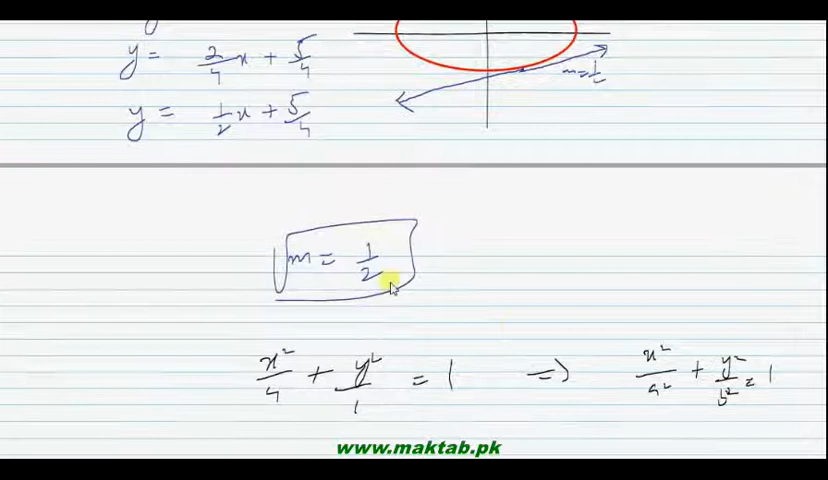 y = 2/4 x + 5/4
m = 1/2
y = 1/2 x + 5/4
m = 1/2
x²/4 + y²/1 = 1 ⇒ x²/a² + y²/b² = 1
www.maktab.pk